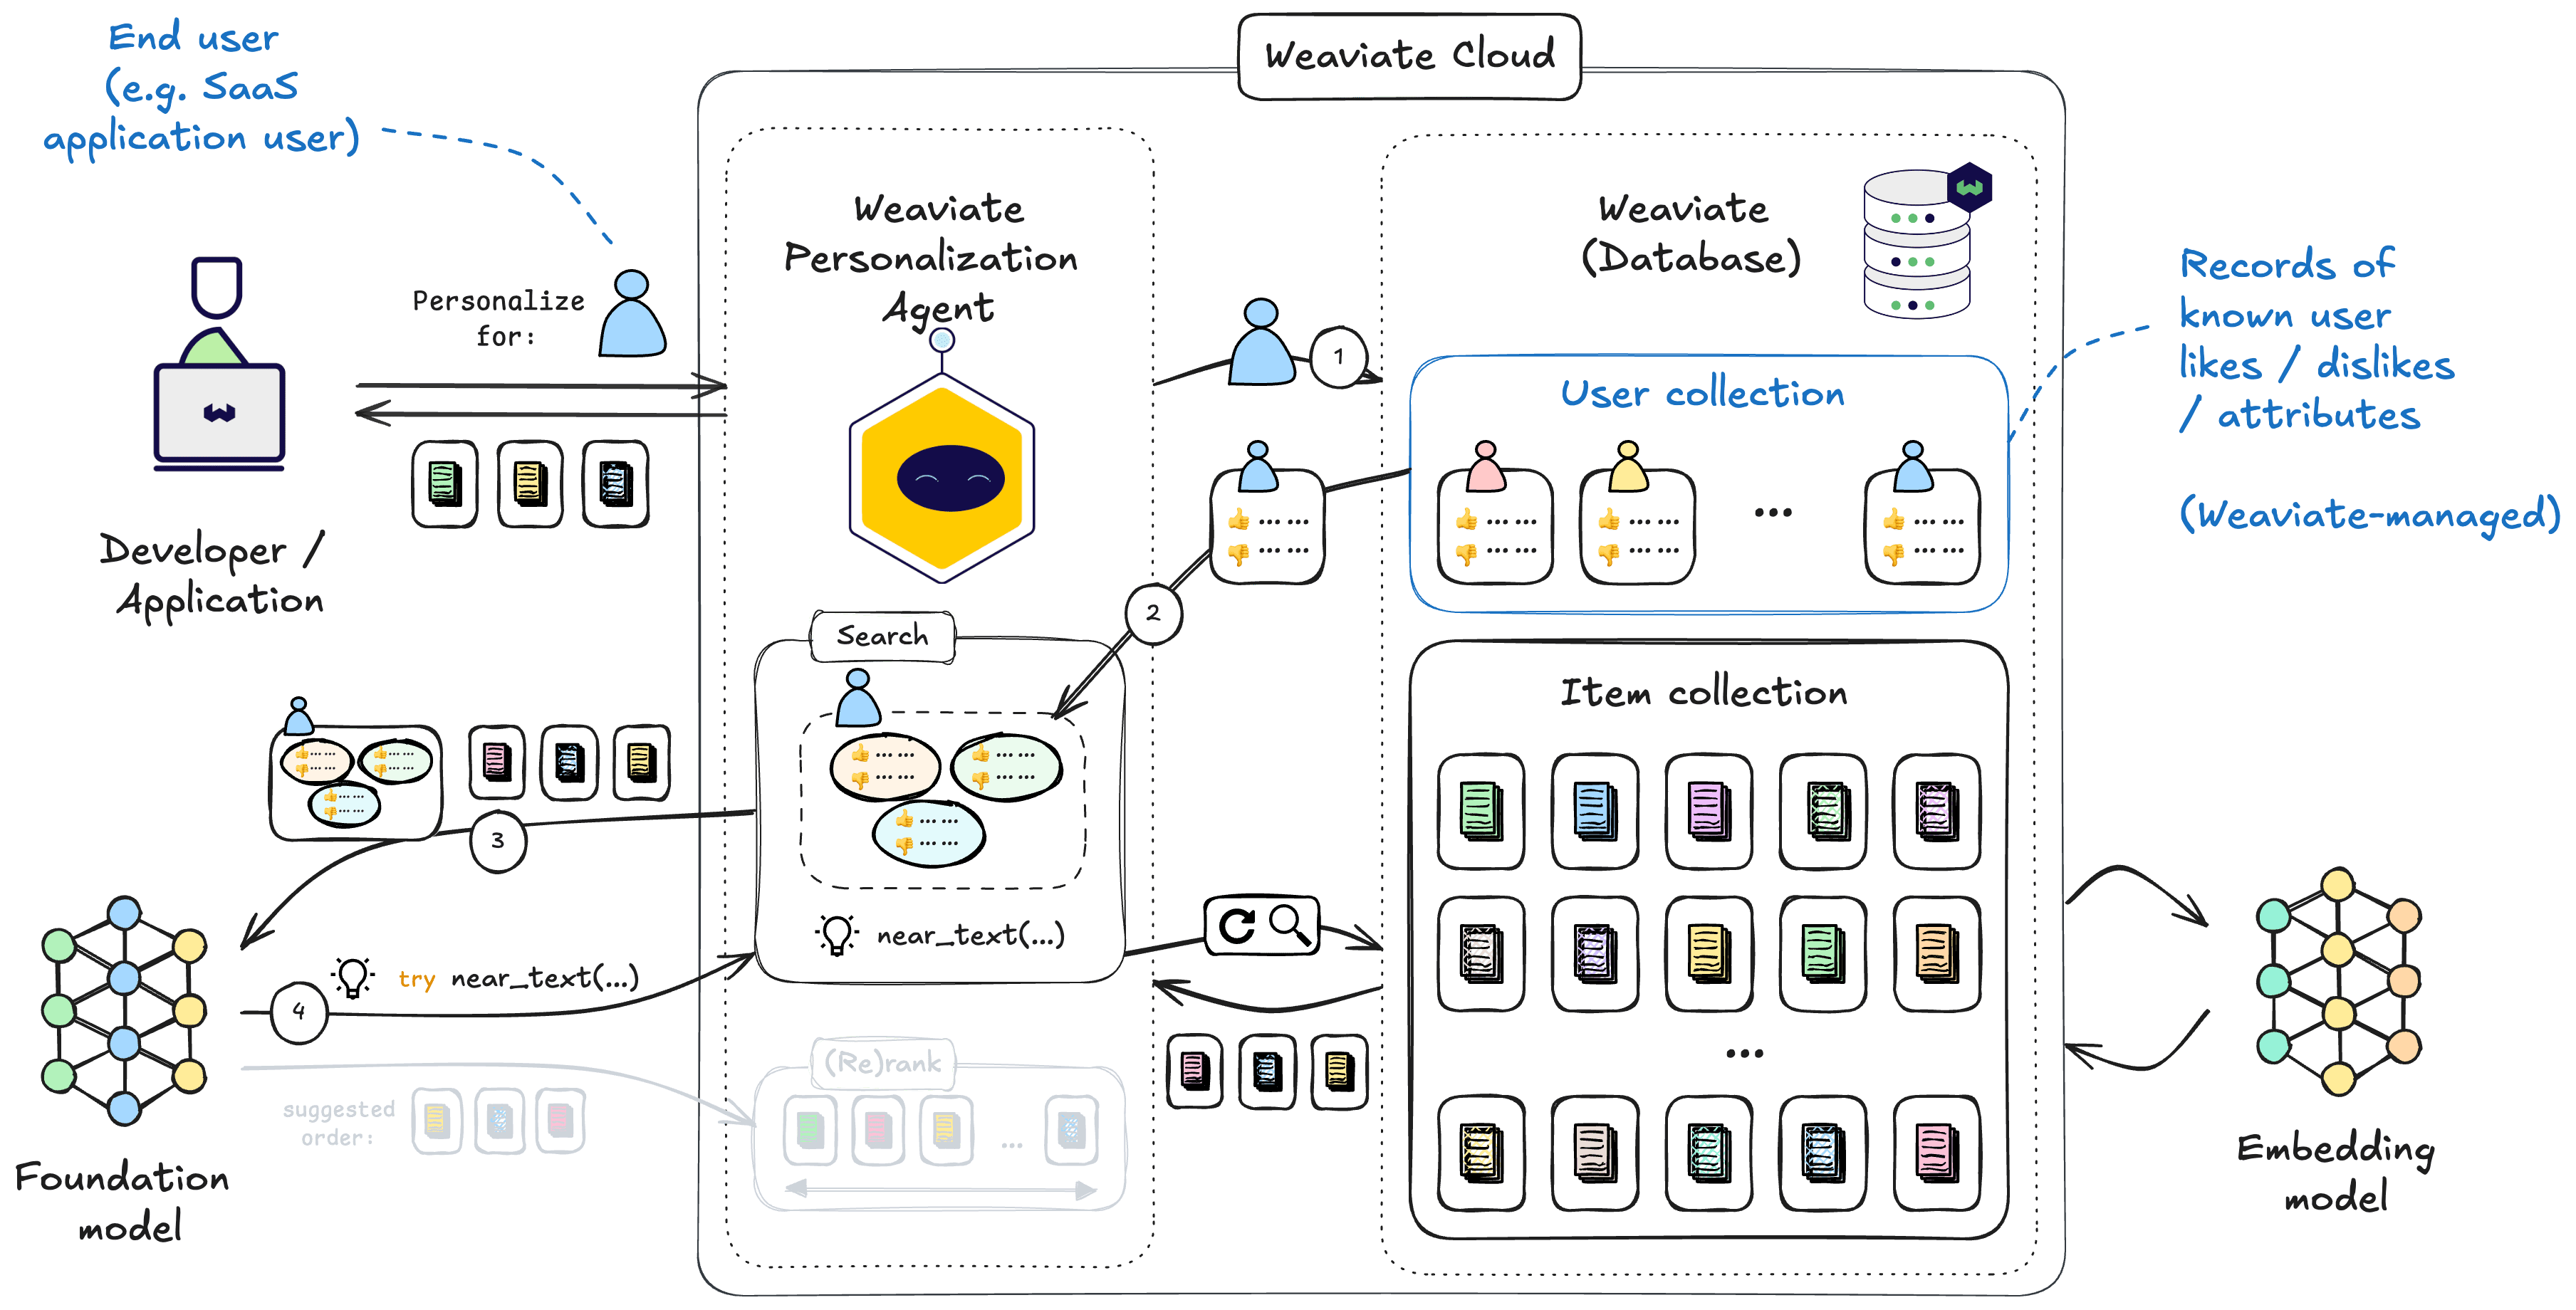 Weaviate Cloud
End user
(e.g. SaaS
application user)
Weaviate
Personalization
Agent
Weaviate
(Database)
Records of
known user
likes / dislikes
/ attributes
(Weaviate-managed)
Personalize
for:
1
User collection
... ...
... ...
... ...
... ...
...
... ...
... ...
... ...
... ...
Developer /
Application
2
Search
Item collection
... ...
... ...
... ...
... ...
... ...
... ...
... ...
... ...
... ...
... ...
... ...
... ...
3
near_text(...)
try near_text(...)
4
...
(Re)rank
suggested
order:
...
Foundation
model
Embedding
model